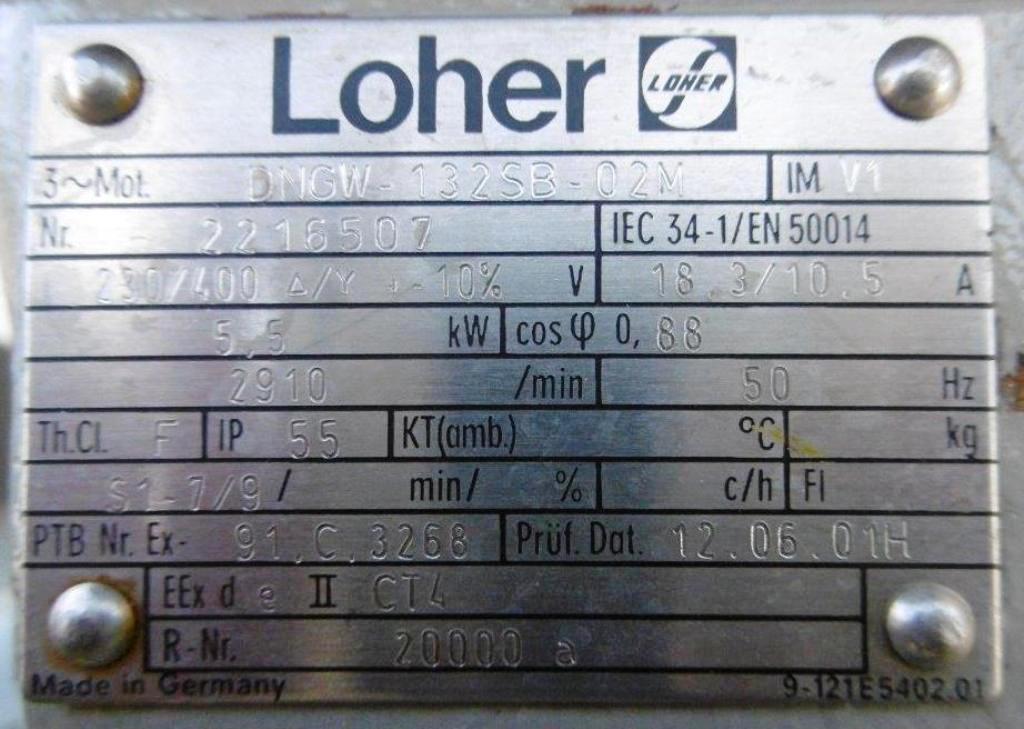 Loher LOHER
3~Mot. DNGW-132SB-02M IM V1
Nr. 2216507 IEC 34-1/EN 50014
230/400 Δ/Y +-10% V 18.3/10.5 A
5,5 kW cos φ 0,88
2910 /min 50 Hz
Th.Cl. F IP 55 KT(amb.) °C kg
S1-7/9 / min/ % c/h FI
PTB Nr. Ex- 91.C.3268 Prüf. Dat. 12.06.01H
EEx d e II CT4
R-Nr. 20000 a
Made in Germany 9-121E5402.01